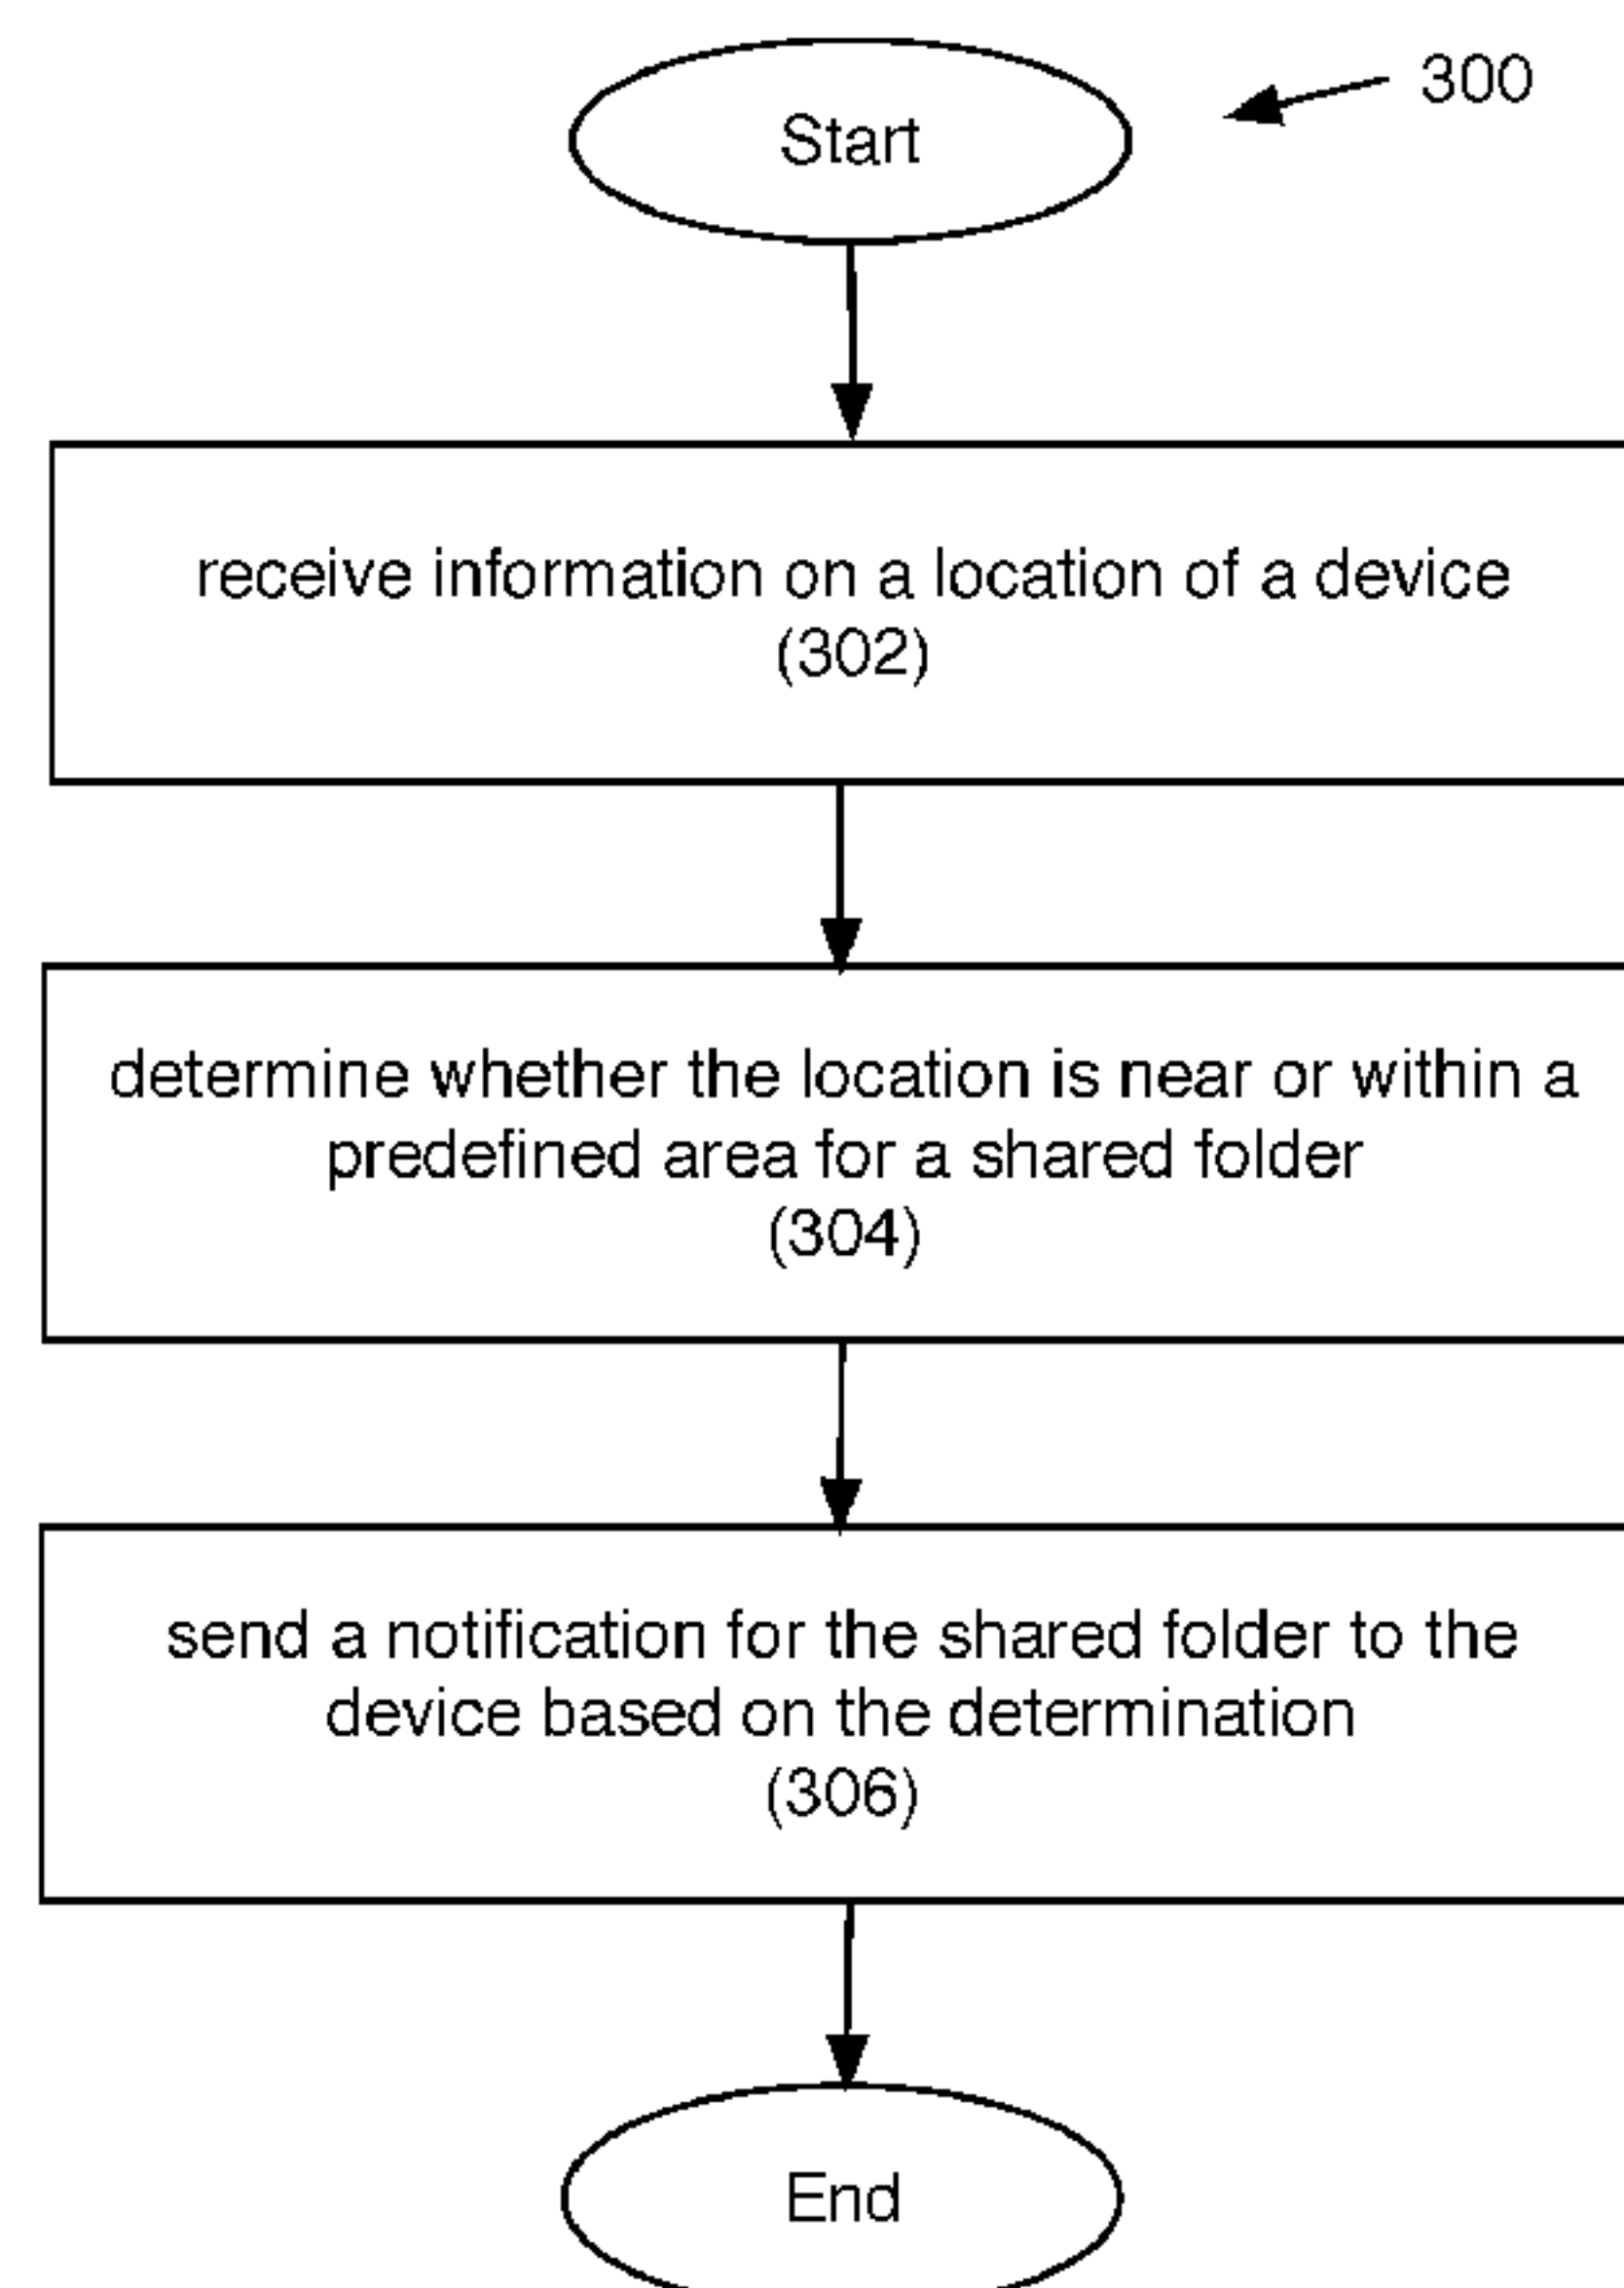 300
Start
receive information on a location of a device
(302)
determine whether the location is near or within a
predefined area for a shared folder
(304)
send a notification for the shared folder to the
device based on the determination
(306)
End